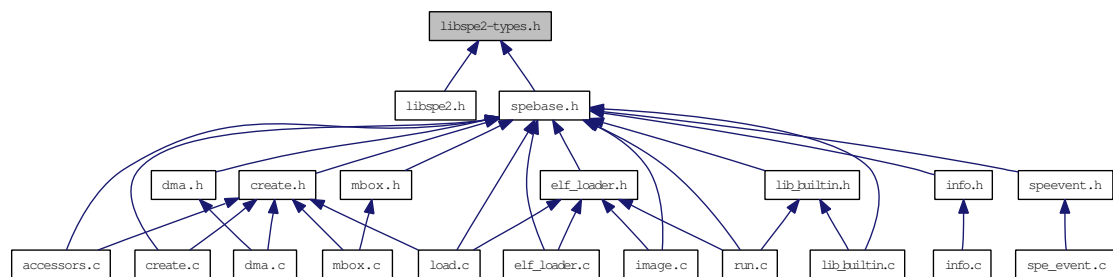 libspe2-types.h
libspe2.h
spebase.h
dma.h
create.h
mbox.h
elf_loader.h
lib_builtin.h
info.h
speevent.h
accessors.c
create.c
dma.c
mbox.c
load.c
elf_loader.c
image.c
run.c
lib_builtin.c
info.c
spe_event.c